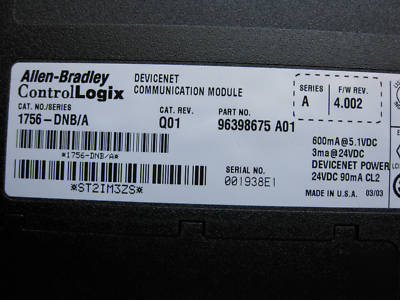 Allen-Bradley
ControlLogix
DEVICENET
COMMUNICATION MODULE
SERIES
A
F/W REV.
4.002
CAT. NO./SERIES
1756-DNB/A
CAT. REV.
Q01
PART NO.
96398675 A01
*1756-DNB/A*
*ST2IM3ZS*
SERIAL NO.
001938E1
600mA@5.1VDC
3ma@24VDC
DEVICENET POWER
24VDC 90mA CL2
MADE IN U.S.A. 03/03